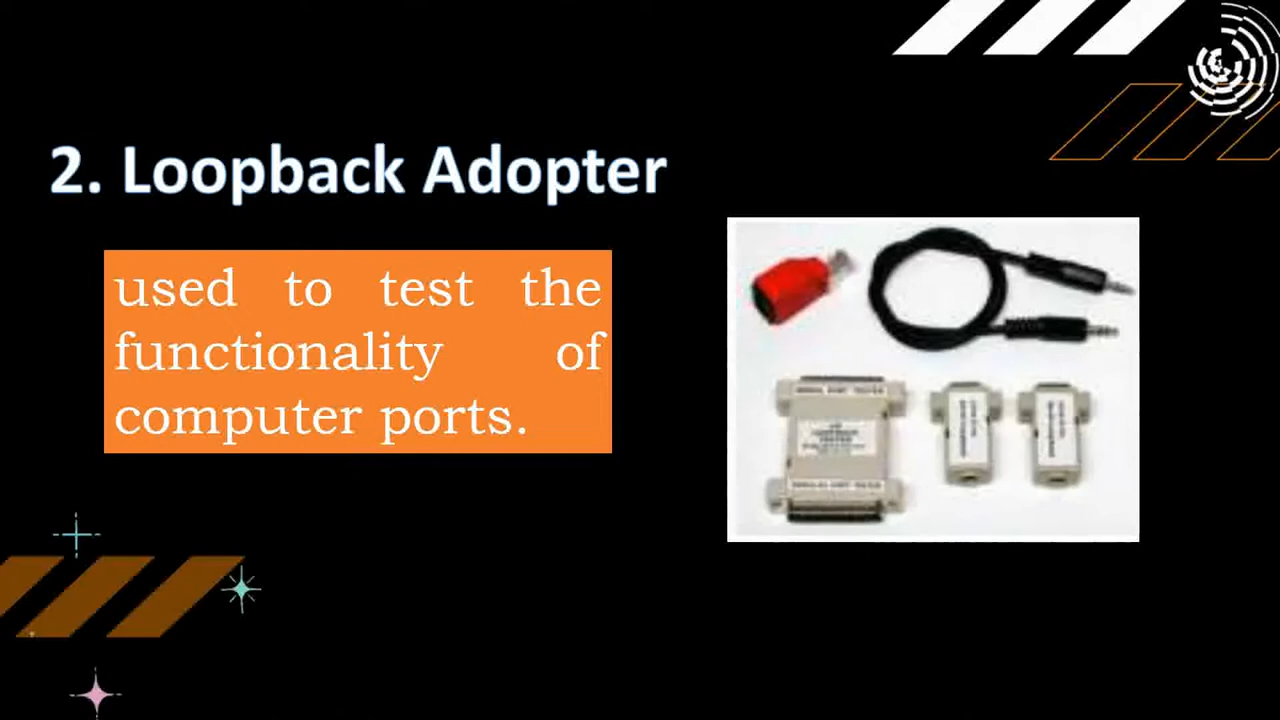 2. Loopback Adopter
used to test the
functionality of
computer ports.